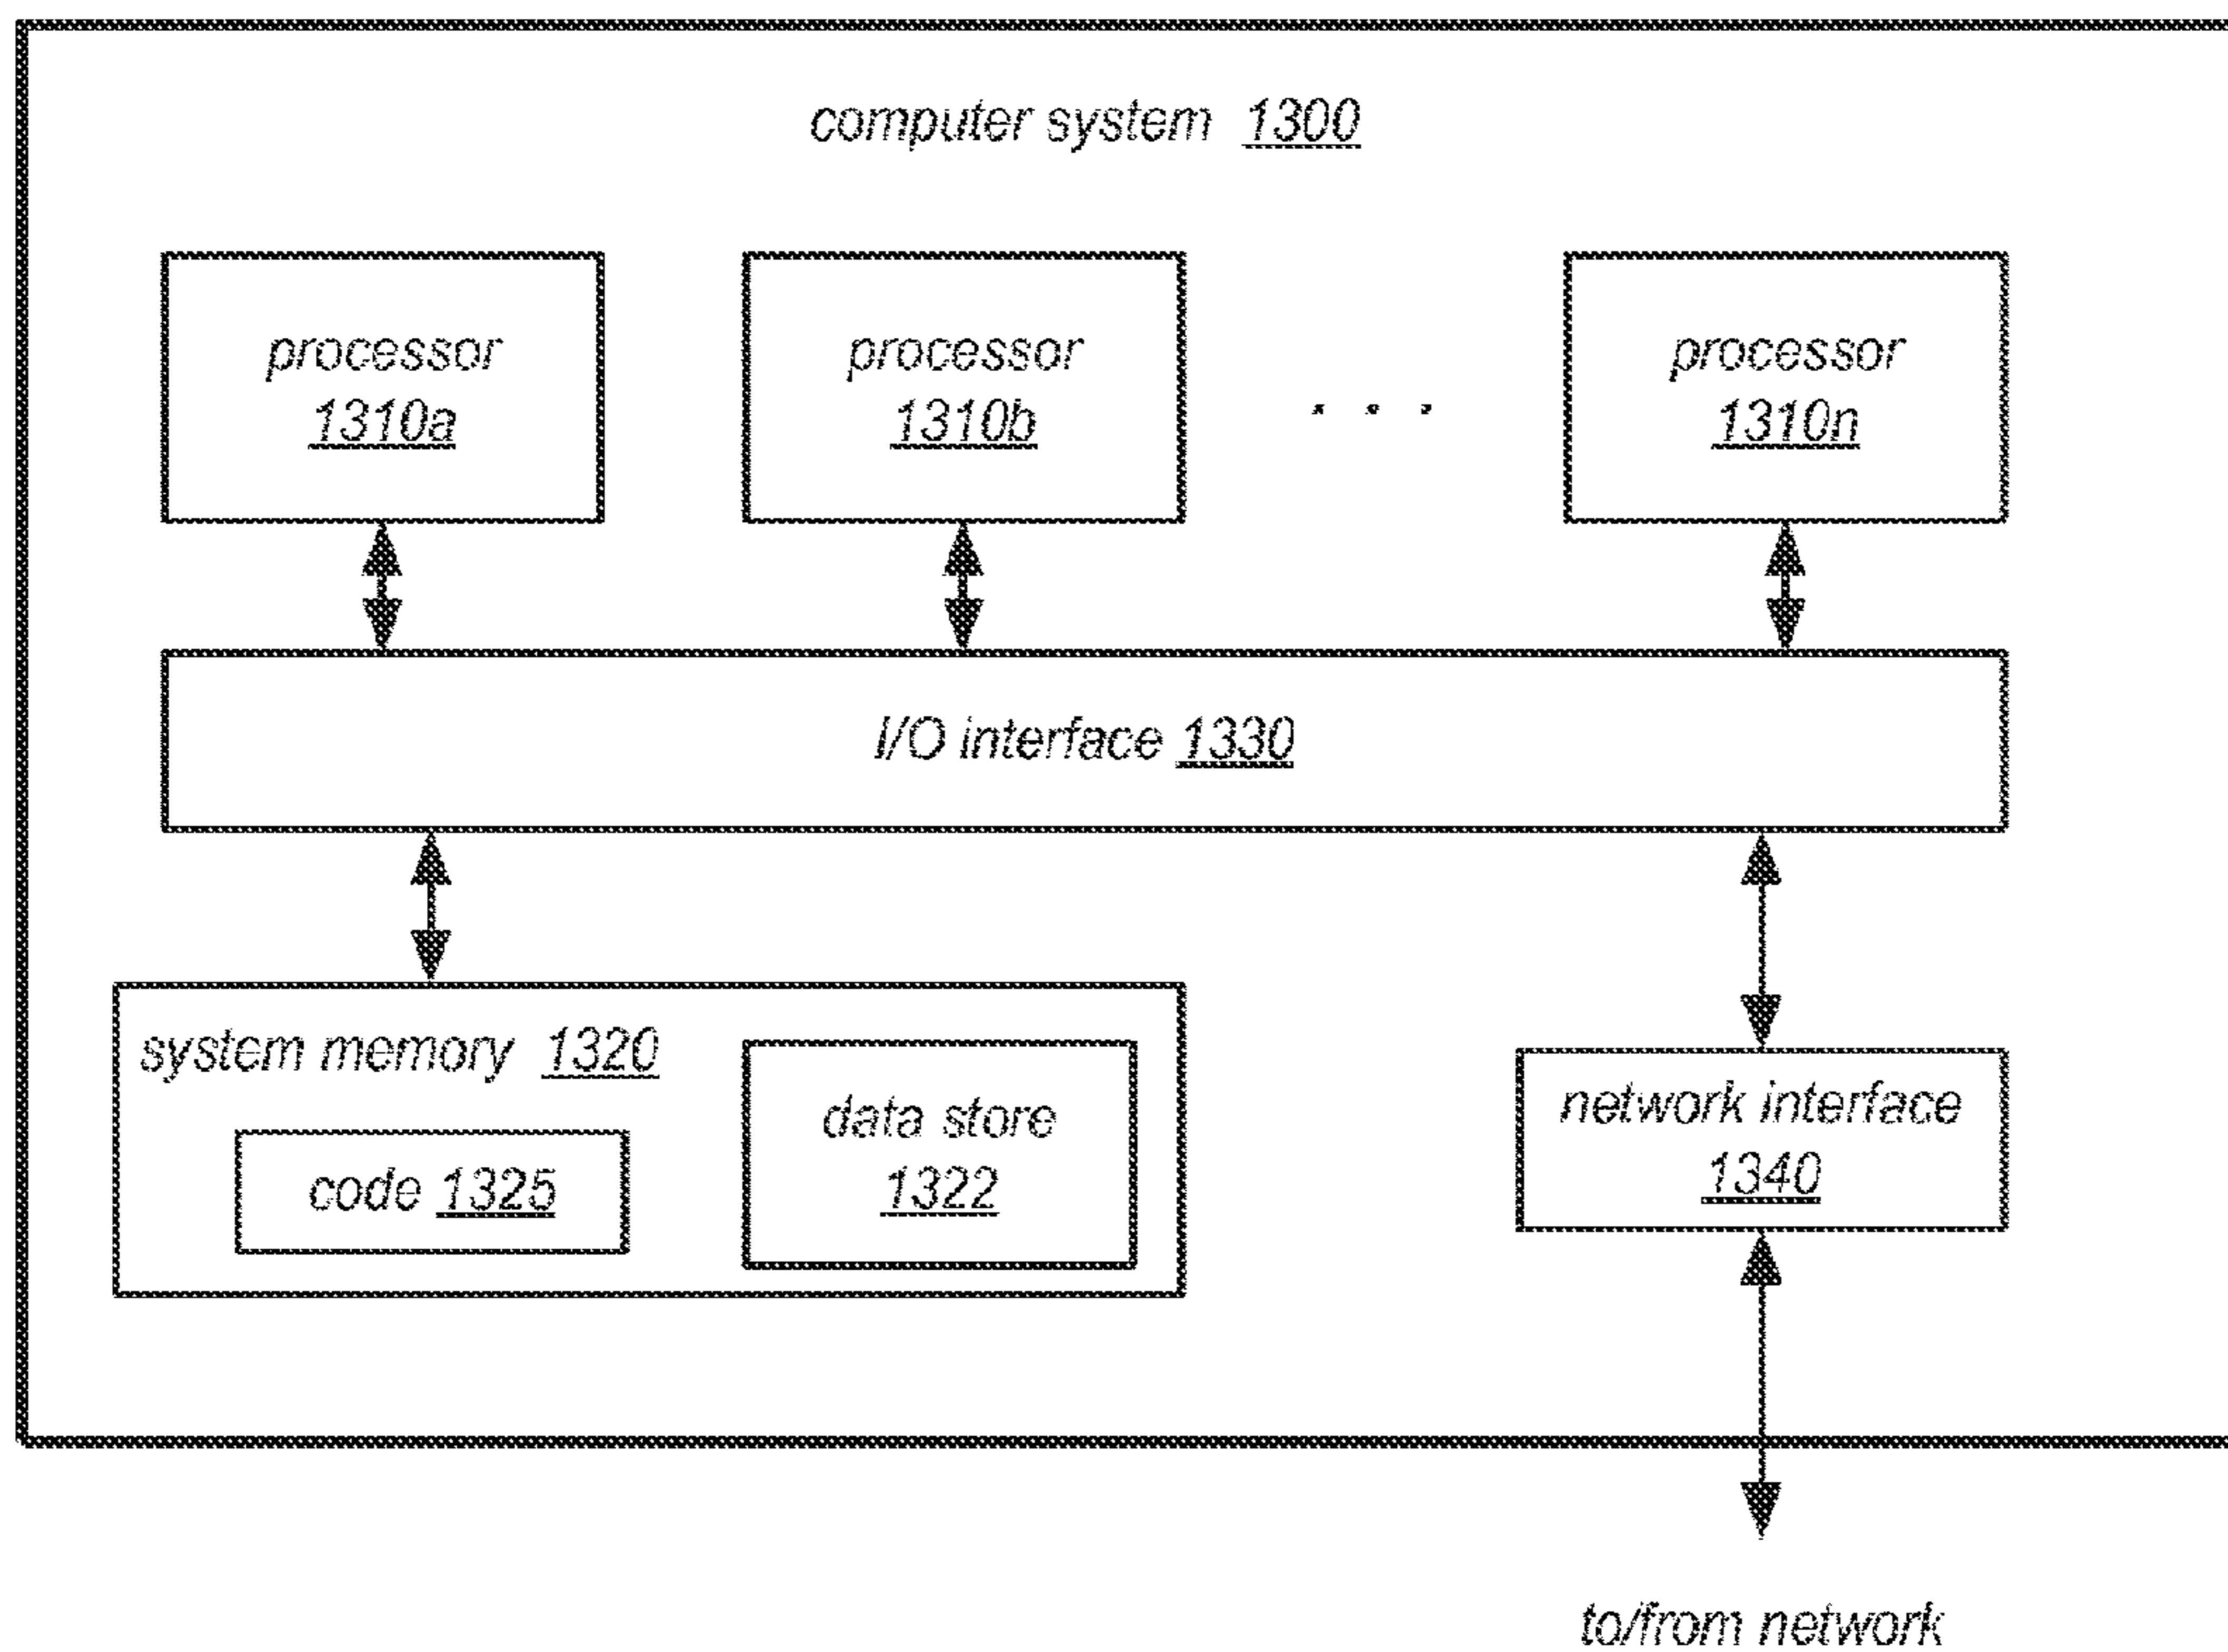 computer system 1300
processor
1310a
processor
1310b
. . .
processor
1310n
I/O interface 1330
system memory 1320
code 1325
data store
1322
network interface
1340
to/from network